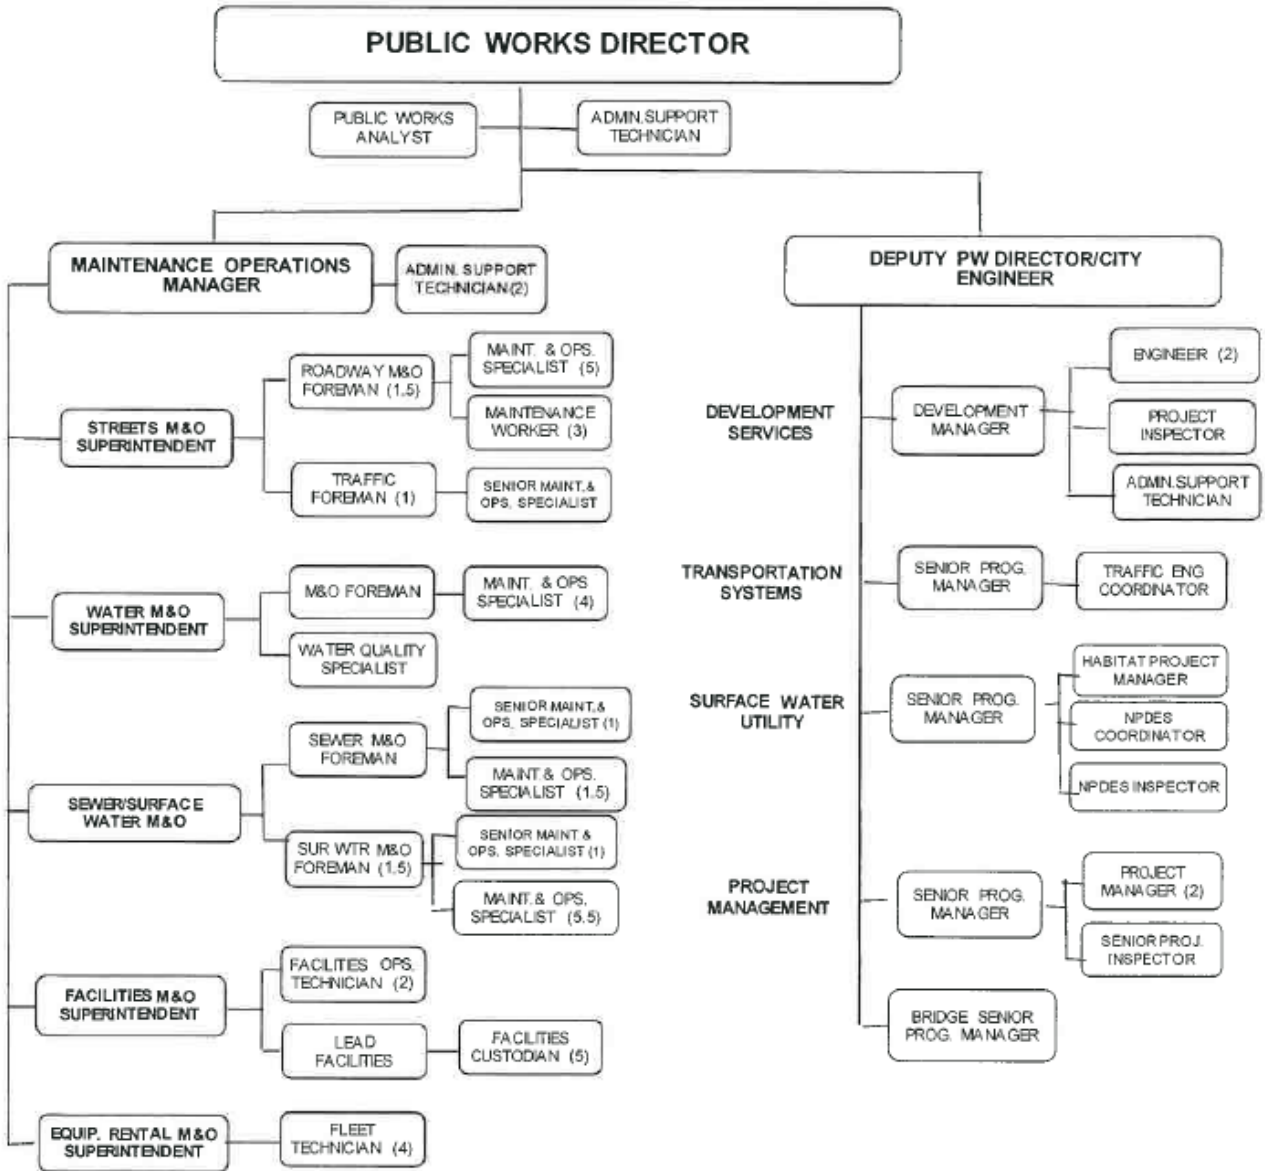 PUBLIC WORKS DIRECTOR
PUBLIC WORKS
ANALYST
ADMN.SUPPORT
TECHNICIAN
MAINTENANCE OPERATIONS
MANAGER
ADMIN. SUPPORT
TECHNICIAN(2)
ROADWAY M&O
FOREMAN (1.5)
MAINT. & OPS.
SPECIALIST (5)
MAINTENANCE
WORKER (3)
STREETS M&O
SUPERINTENDENT
TRAFFIC
FOREMAN (1)
SENIOR MAINT.&
OPS. SPECIALIST
WATER M&O
SUPERINTENDENT
M&O FOREMAN
MAINT. & OPS
SPECIALIST (4)
WATER QUALITY
SPECIALIST
SEWER/SURFACE
WATER M&O
SEWER M&O
FOREMAN
SENIOR MAINT.&
OPS. SPECIALIST (1)
MAINT.& OPS.
SPECIALIST (1.5)
SUR WTR M&O
FOREMAN (1.5)
SENIOR MAINT &
OPS. SPECIALIST (1)
MAINT.& OPS.
SPECIALIST (5.5)
FACILITIES M&O
SUPERINTENDENT
FACILITIES OPS.
TECHNICIAN (2)
LEAD
FACILITIES
FACILITIES
CUSTODIAN (5)
EQUIP. RENTAL M&O
SUPERINTENDENT
FLEET
TECHNICIAN (4)
DEPUTY PW DIRECTOR/CITY
ENGINEER
DEVELOPMENT
SERVICES
DEVELOPMENT
MANAGER
ENGINEER (2)
PROJECT
INSPECTOR
ADMN.SUPPORT
TECHNICIAN
TRANSPORTATION
SYSTEMS
SENIOR PROG.
MANAGER
TRAFFIC ENG
COORDINATOR
SURFACE WATER
UTILITY
SENIOR PROG.
MANAGER
HABITAT PROJECT
MANAGER
NPDES
COORDINATOR
NPDES INSPECTOR
PROJECT
MANAGEMENT
SENIOR PROG.
MANAGER
PROJECT
MANAGER (2)
SENIOR PROJ.
INSPECTOR
BRIDGE SENIOR
PROG. MANAGER